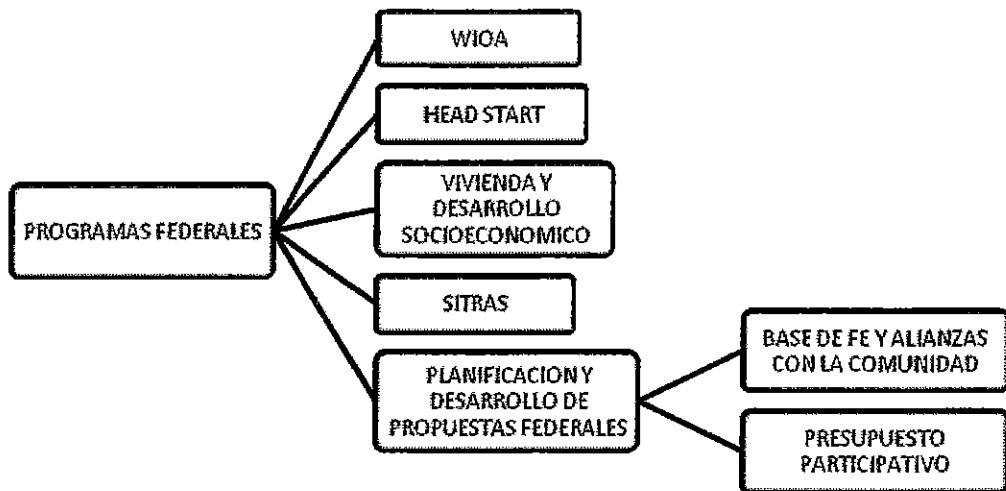 WIOA
HEAD START
VIVIENDA Y
DESARROLLO
SOCIOECONOMICO
PROGRAMAS FEDERALES
SITRAS
PLANIFICACION Y
DESARROLLO DE
PROPUESTAS FEDERALES
BASE DE FE Y ALIANZAS
CON LA COMUNIDAD
PRESUPUESTO
PARTICIPATIVO